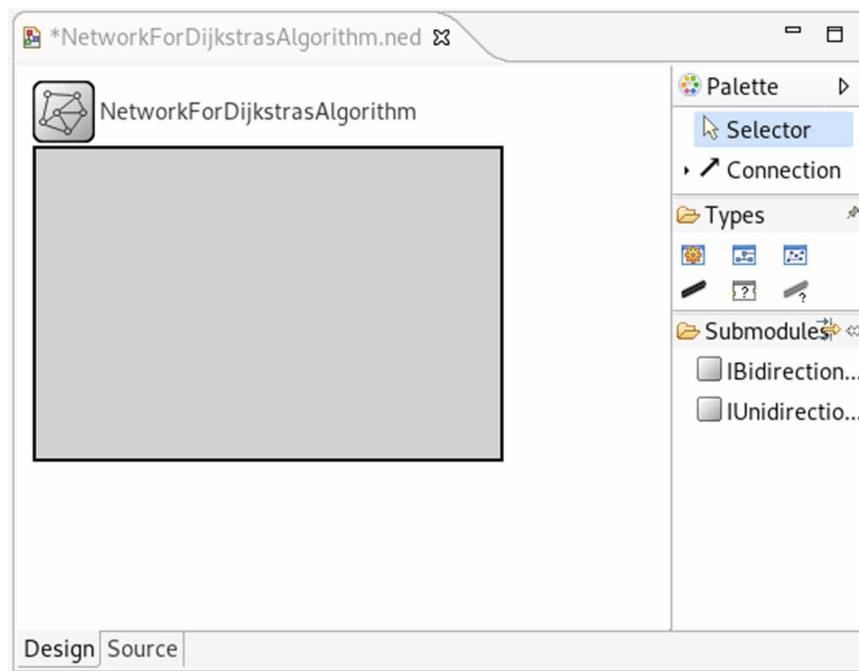 *NetworkForDijkstrasAlgorithm.ned
NetworkForDijkstrasAlgorithm
Palette
Selector
Connection
Types
Submodules
IBidirection...
IUnidirectio...
Design Source